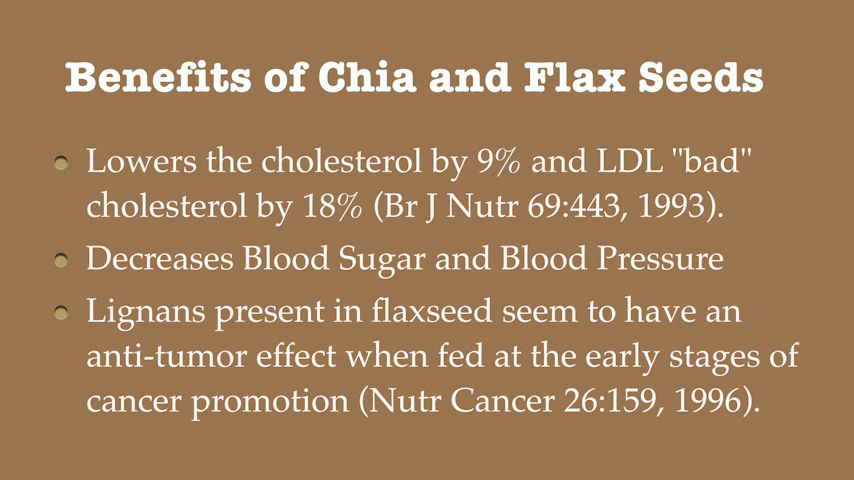 Benefits of Chia and Flax Seeds
Lowers the cholesterol by 9% and LDL "bad"
cholesterol by 18% (Br J Nutr 69:443, 1993).
Decreases Blood Sugar and Blood Pressure
Lignans present in flaxseed seem to have an
anti-tumor effect when fed at the early stages of
cancer promotion (Nutr Cancer 26:159, 1996).